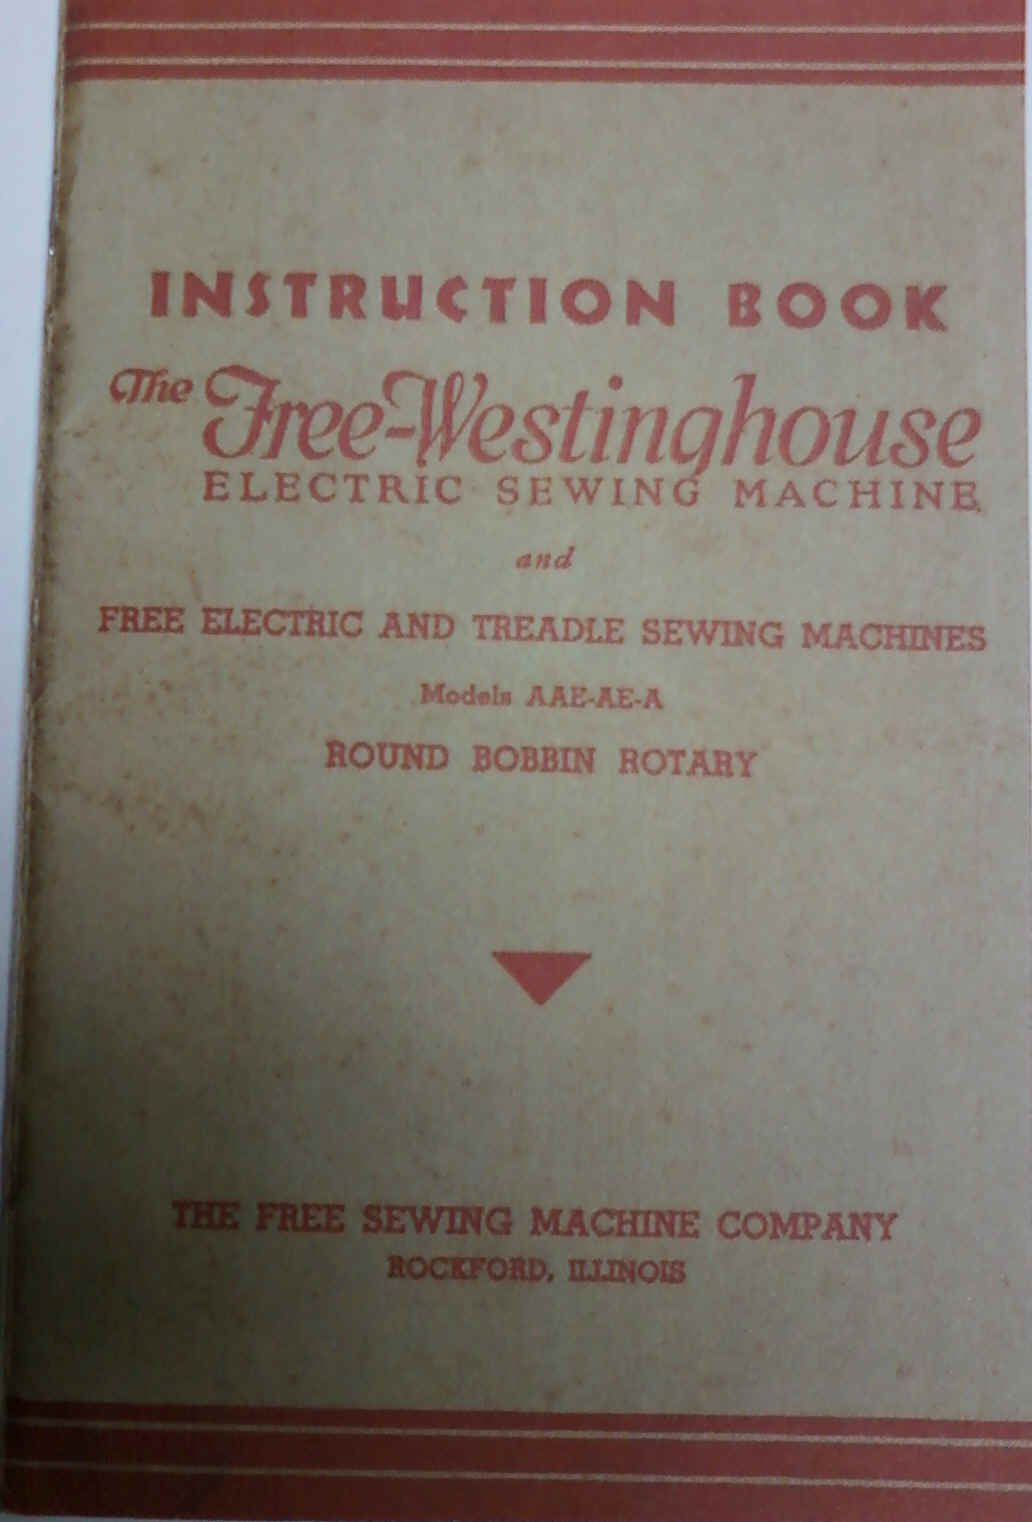 INSTRUCTION BOOK
The Free-Westinghouse
ELECTRIC SEWING MACHINE
and
FREE ELECTRIC AND TREADLE SEWING MACHINES
Models AAE-AE-A
ROUND BOBBIN ROTARY
THE FREE SEWING MACHINE COMPANY
ROCKFORD, ILLINOIS